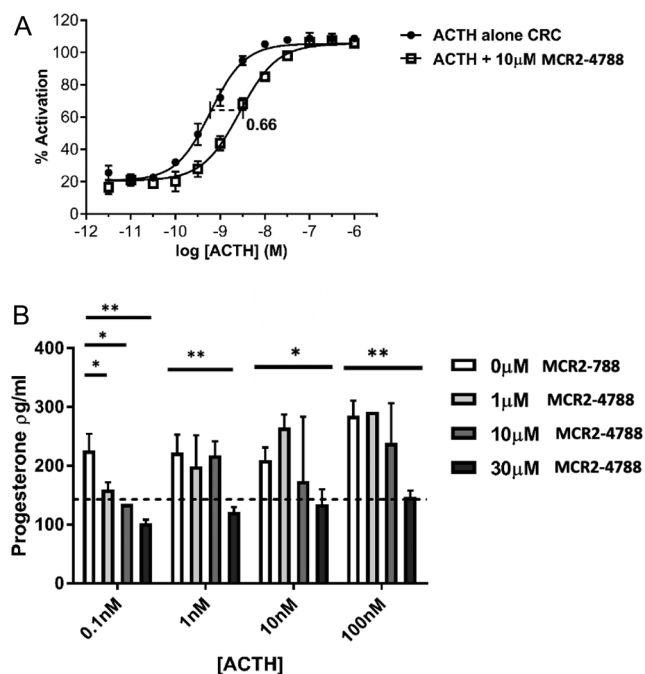 A
120
100
80
60
40
20
0
% Activation
0.66
-12 -11 -10 -9 -8 -7 -6
log [ACTH] (M)
ACTH alone CRC
ACTH + 10μM MCR2-4788
B
**
*
*
**
*
**
400
300
200
100
0
Progesterone ρg/ml
0.1nM
1nM
10nM
100nM
[ACTH]
0μM MCR2-788
1μM MCR2-4788
10μM MCR2-4788
30μM MCR2-4788